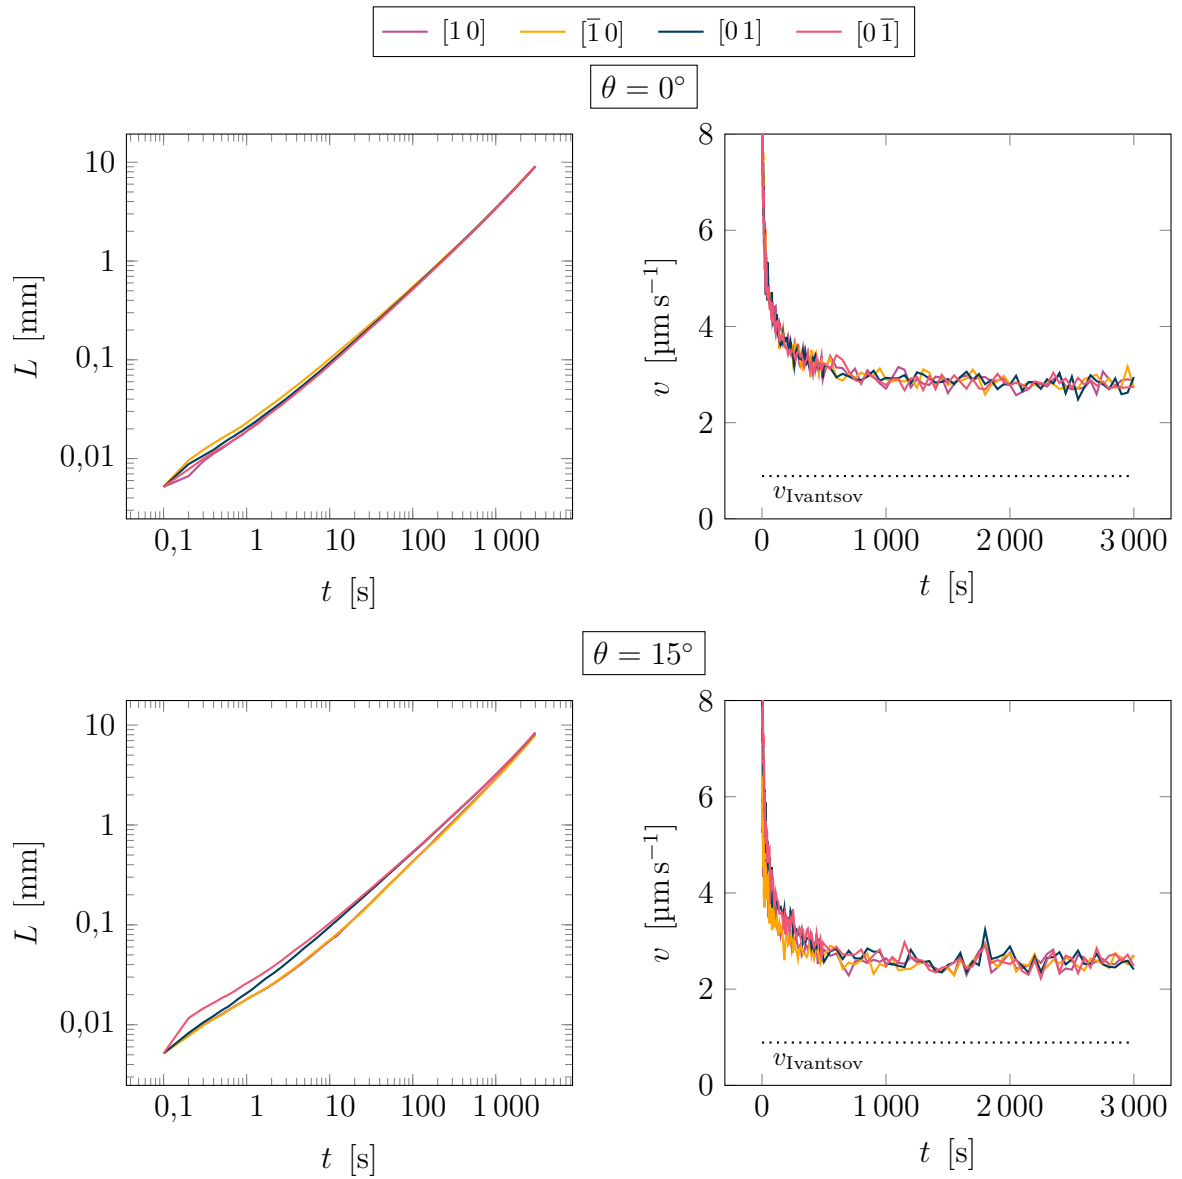 [1 0] [1̅ 0] [0 1] [0 1̅]
θ = 0°
10
1
0,1
0,01
L [mm]
0,1 1 10 100 1 000
t [s]
8
6
4
2
0
v [µm s⁻¹]
v_Ivantsov
0 1 000 2 000 3 000
t [s]
θ = 15°
10
1
0,1
0,01
L [mm]
0,1 1 10 100 1 000
t [s]
8
6
4
2
0
v [µm s⁻¹]
v_Ivantsov
0 1 000 2 000 3 000
t [s]